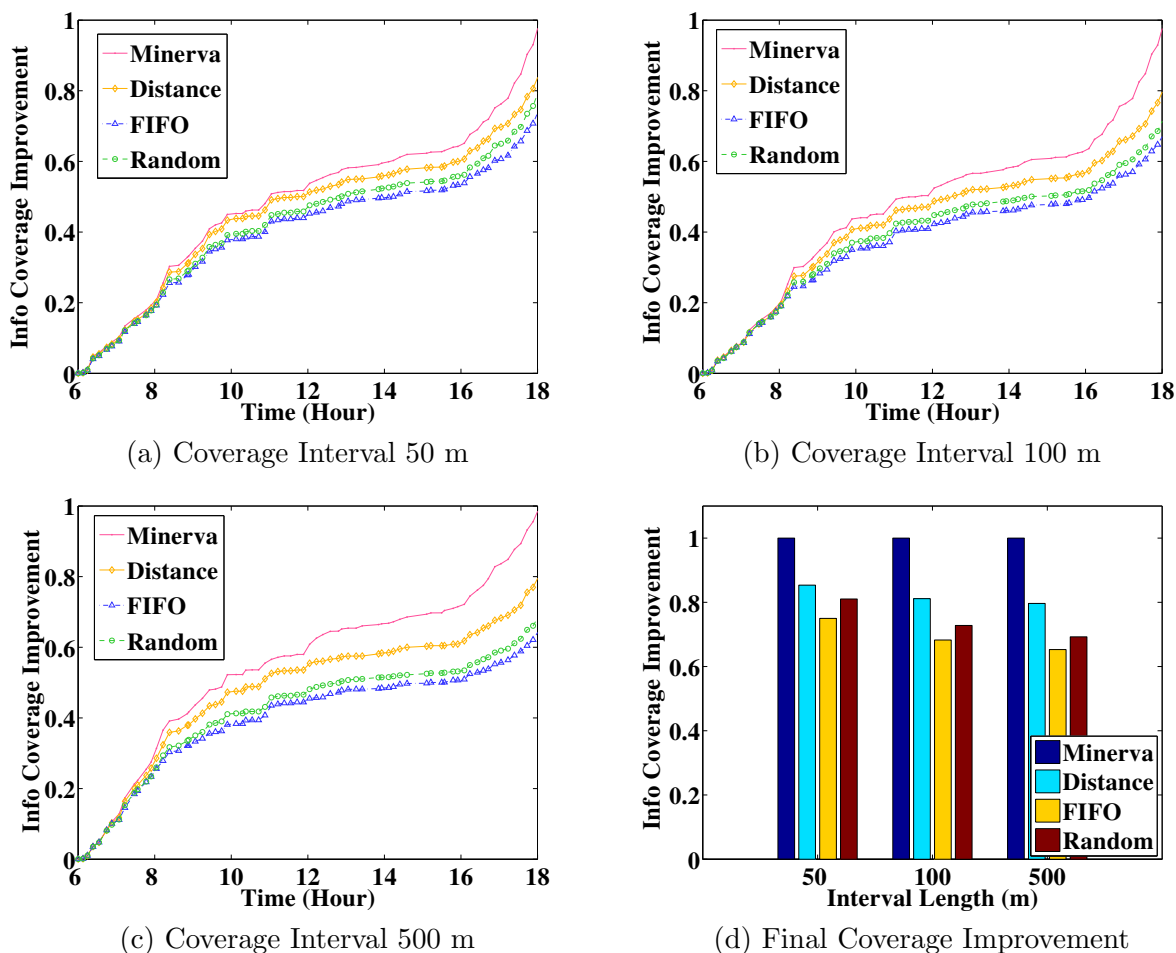 Info Coverage Improvement
1
0.8
0.6
0.4
0.2
0
Minerva
Distance
FIFO
Random
6 8 10 12 14 16 18
Time (Hour)
(a) Coverage Interval 50 m
Info Coverage Improvement
1
0.8
0.6
0.4
0.2
0
Minerva
Distance
FIFO
Random
6 8 10 12 14 16 18
Time (Hour)
(b) Coverage Interval 100 m
Info Coverage Improvement
1
0.8
0.6
0.4
0.2
0
Minerva
Distance
FIFO
Random
6 8 10 12 14 16 18
Time (Hour)
(c) Coverage Interval 500 m
Info Coverage Improvement
1
0.8
0.6
0.4
0.2
0
Minerva
Distance
FIFO
Random
50 100 500
Interval Length (m)
(d) Final Coverage Improvement